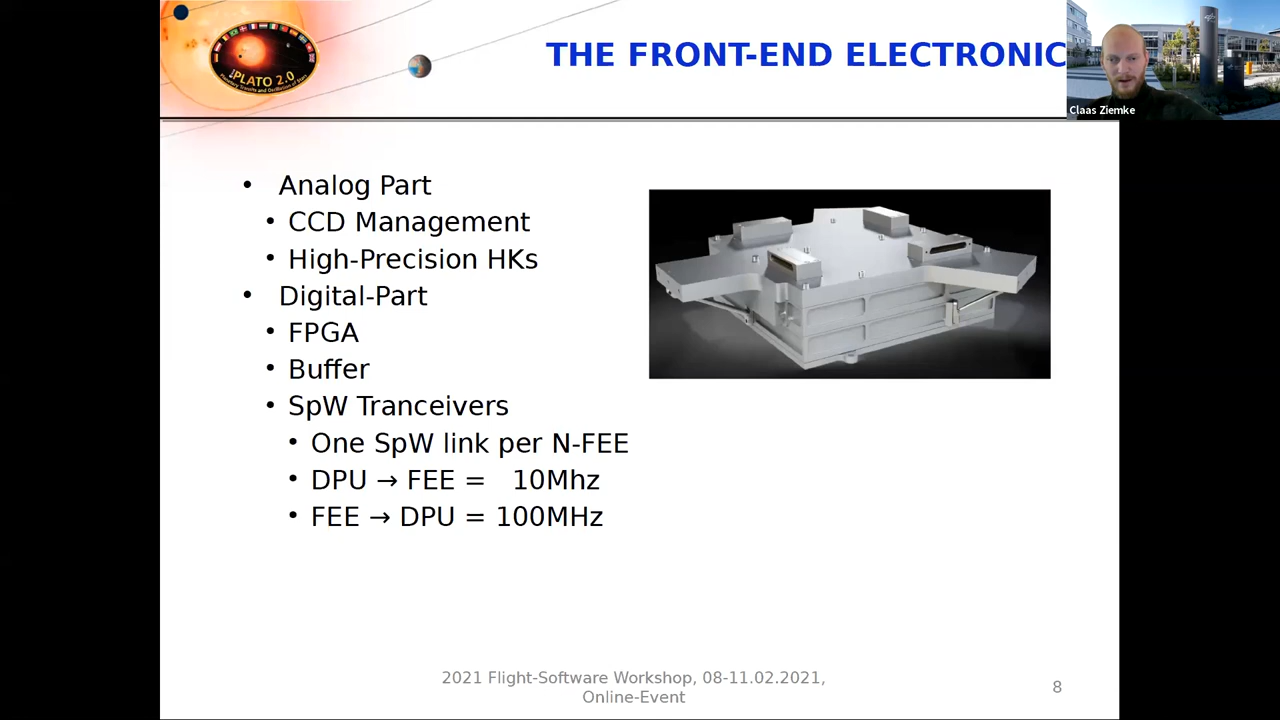 THE FRONT-END ELECTRONIC
PLATO 2.0
Claas Ziemke
• Analog Part
• CCD Management
• High-Precision HKs
• Digital-Part
• FPGA
• Buffer
• SpW Tranceivers
• One SpW link per N-FEE
• DPU → FEE = 10Mhz
• FEE → DPU = 100MHz
2021 Flight-Software Workshop, 08-11.02.2021,
Online-Event
8